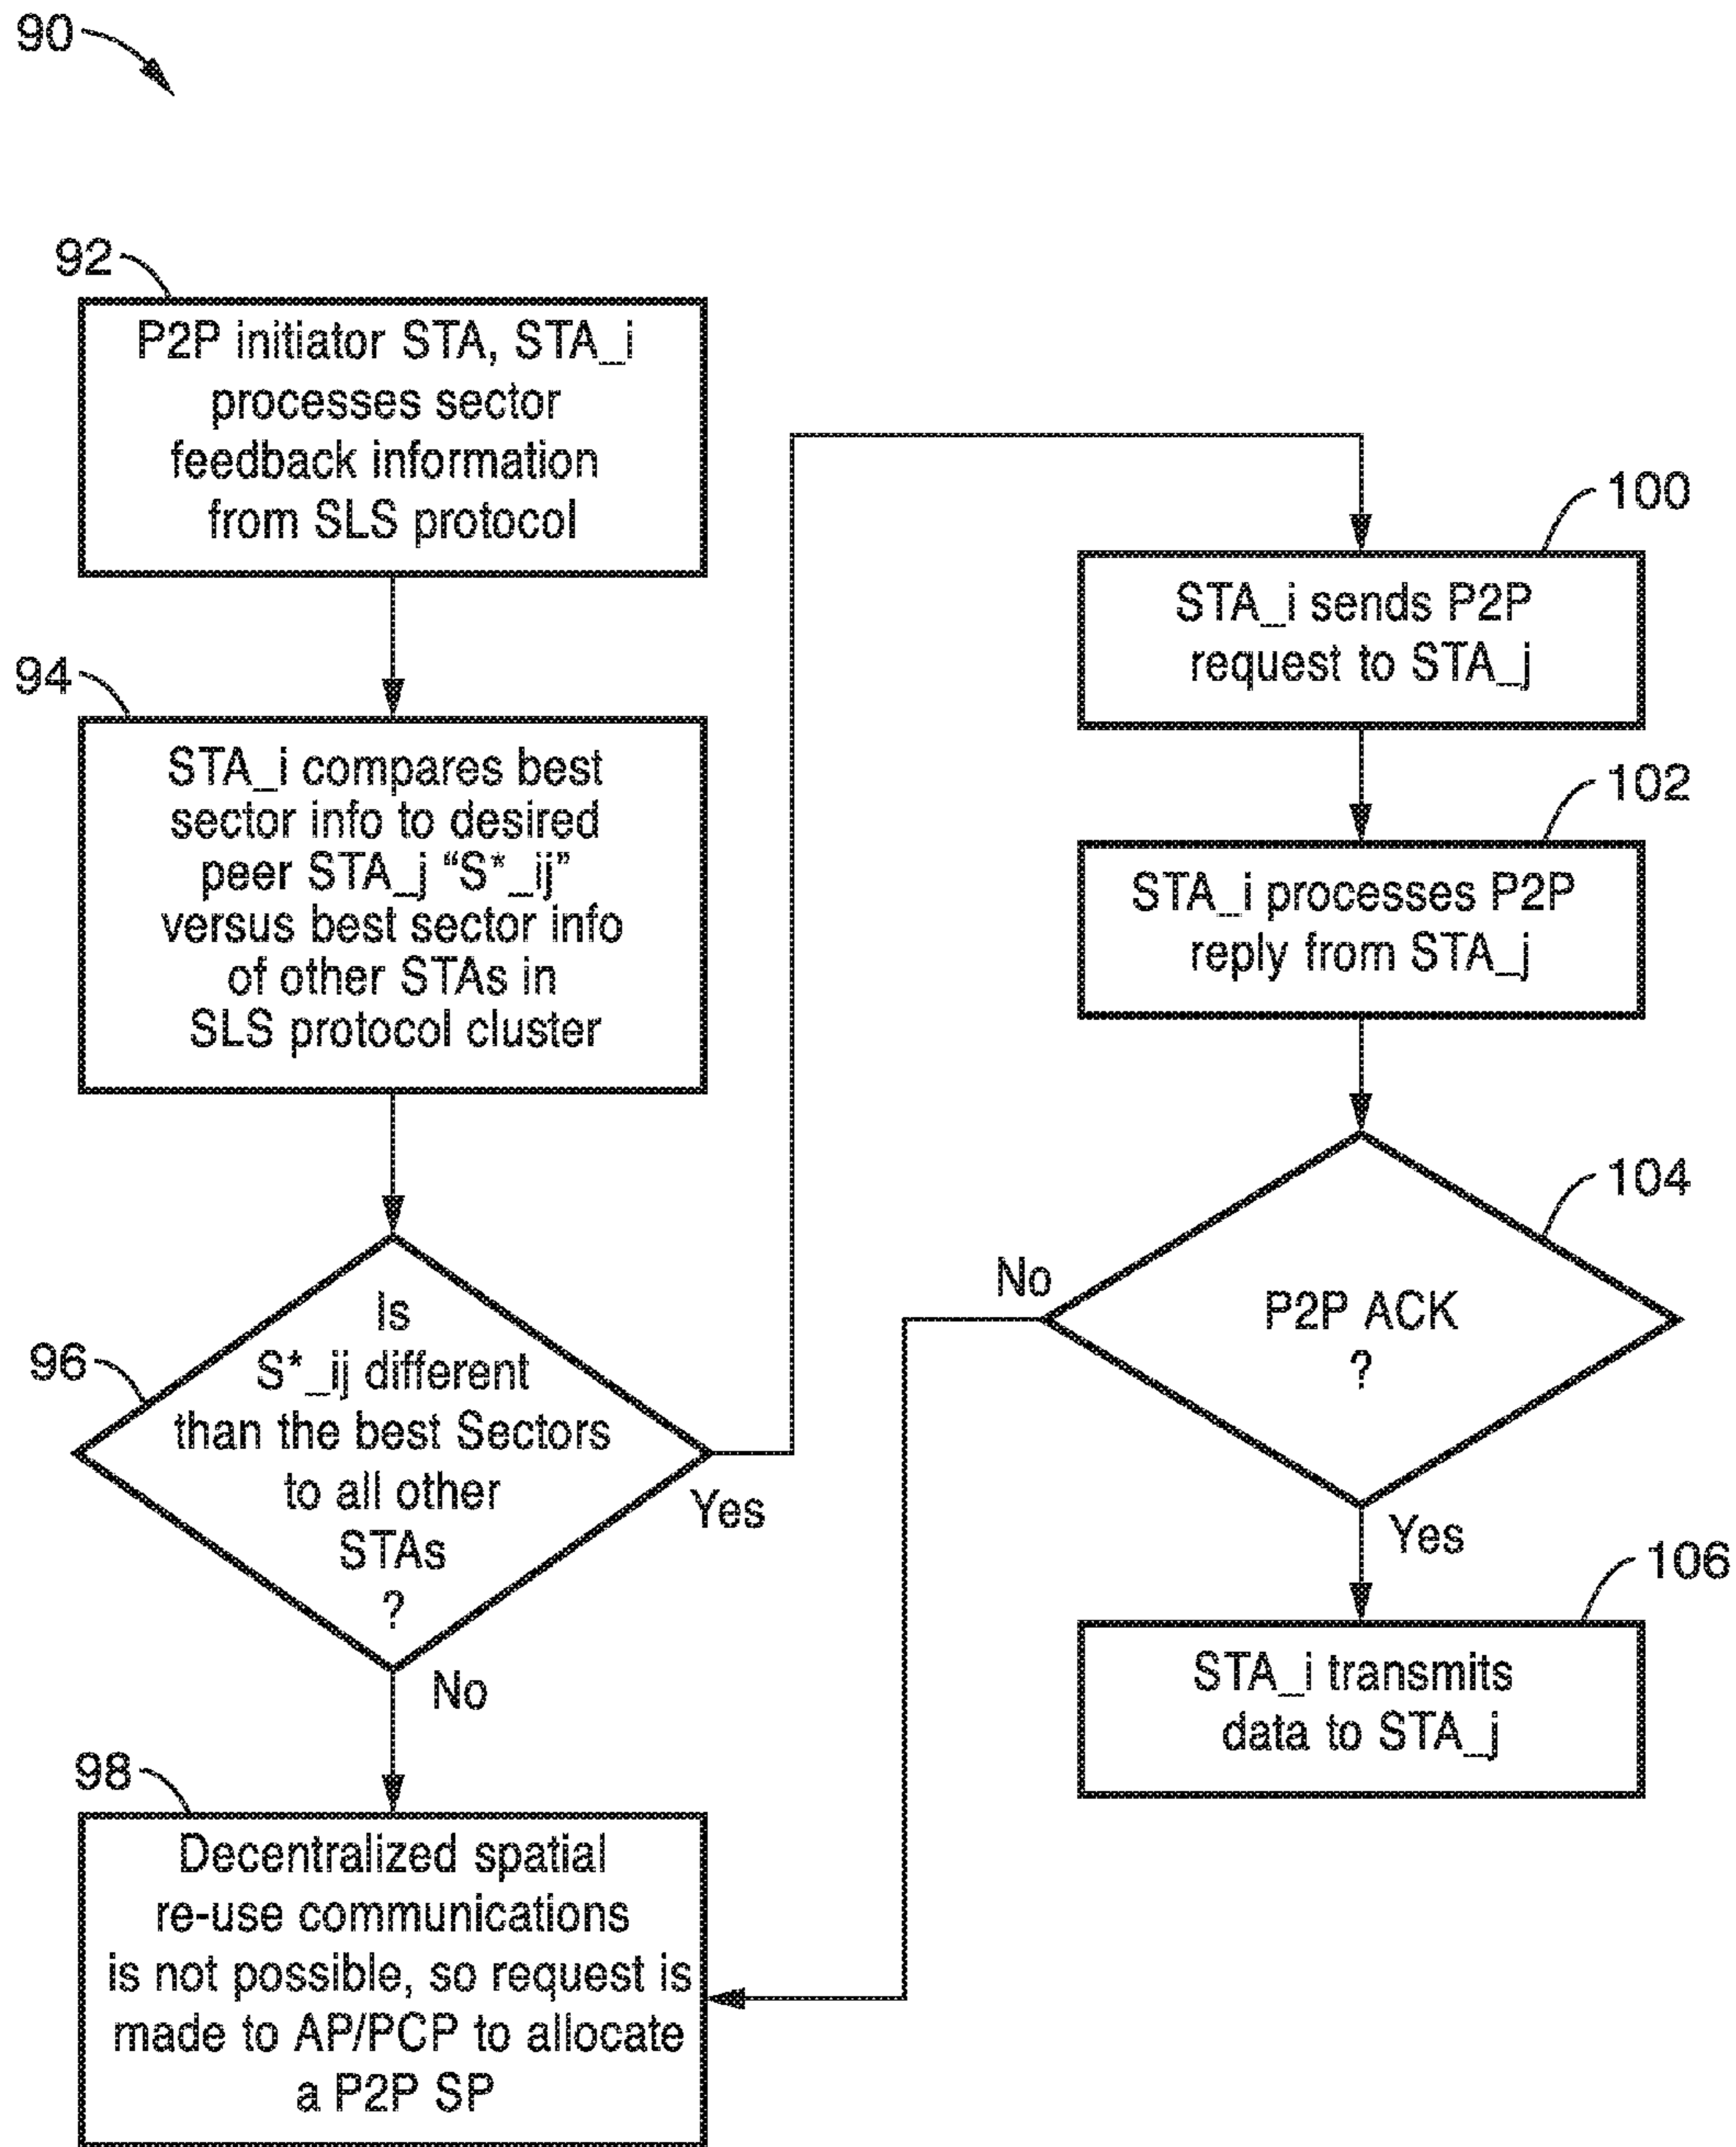 90
92
P2P initiator STA, STA_i
processes sector
feedback information
from SLS protocol
94
STA_i compares best
sector info to desired
peer STA_j “S*_ij”
versus best sector info
of other STAs in
SLS protocol cluster
96
Is
S*_ij different
than the best Sectors
to all other
STAs
?
Yes
No
98
Decentralized spatial
re-use communications
is not possible, so request is
made to AP/PCP to allocate
a P2P SP
100
STA_i sends P2P
request to STA_j
102
STA_i processes P2P
reply from STA_j
104
No
P2P ACK
?
Yes
106
STA_i transmits
data to STA_j